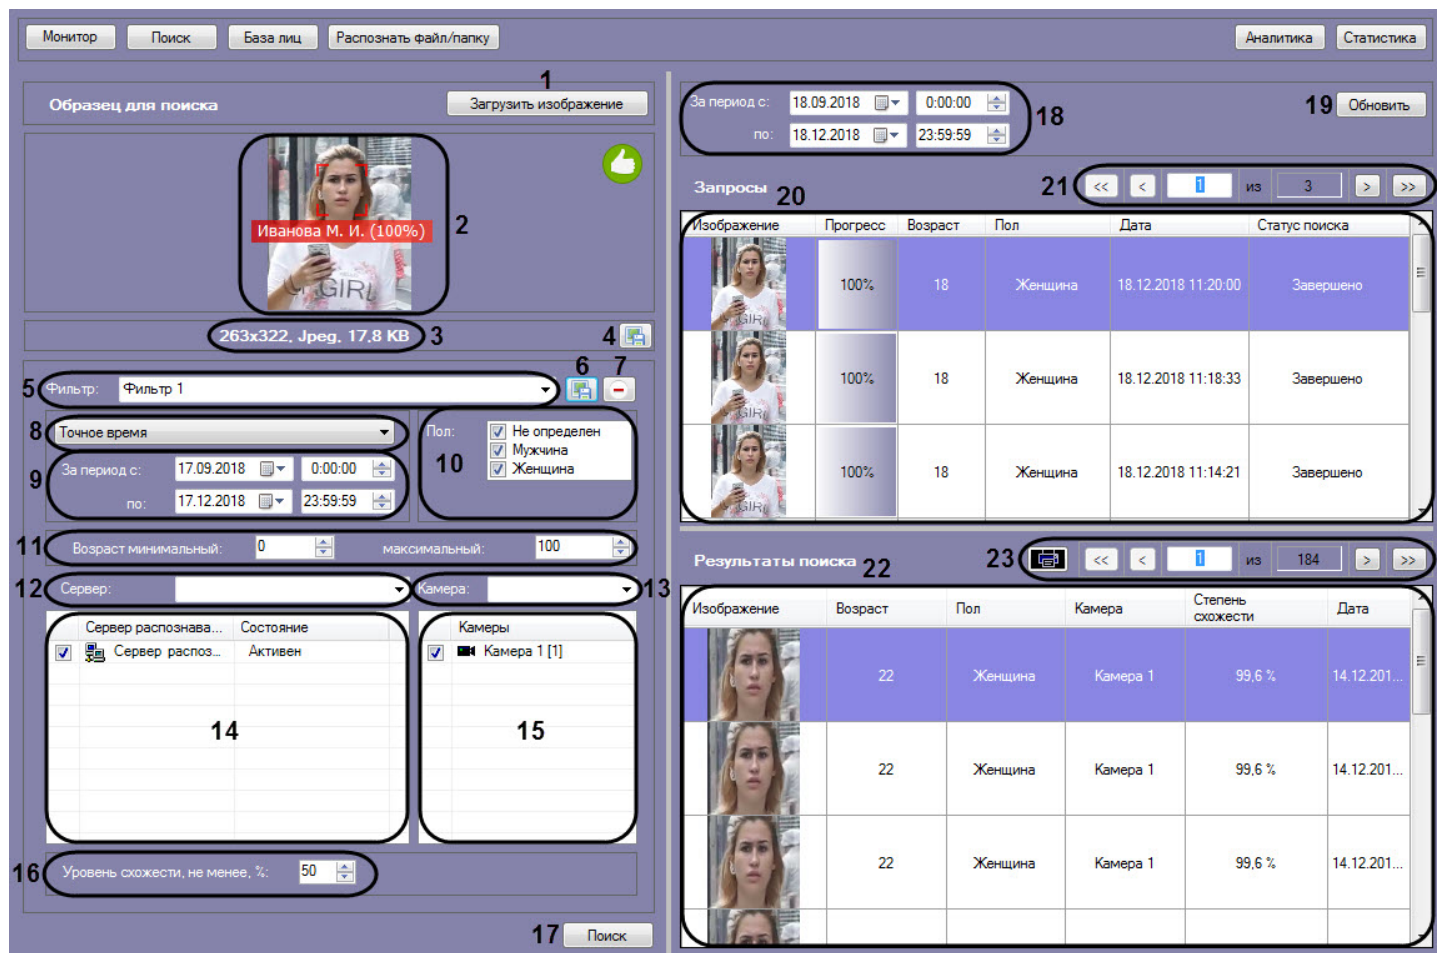 Монитор Поиск База лиц Распознать файл/папку Аналитика Статистика
1
Образец для поиска Загрузить изображение
GIRL
Иванова М. И. (100%) 2
263x322, Jpeg, 17,8 KB 3 4
6 7
5 Фильтр: Фильтр 1
8 Точное время
9 За период с: 17.09.2018 0:00:00
по: 17.12.2018 23:59:59
10 Пол: Не определен
Мужчина
Женщина
11 Возраст минимальный: 0 максимальный: 100
12 Сервер: Камера: 13
Сервер распознава... Состояние
Сервер распоз... Активен
14
Камеры
Камера 1 [1]
15
16 Уровень схожести, не менее, %: 50
17 Поиск
За период с: 18.09.2018 0:00:00
по: 18.12.2018 23:59:59
18
19 Обновить
Запросы 20 21 << < 1 из 3 > >>
Изображение Прогресс Возраст Пол Дата Статус поиска
100% 18 Женщина 18.12.2018 11:20:00 Завершено
100% 18 Женщина 18.12.2018 11:18:33 Завершено
100% 18 Женщина 18.12.2018 11:14:21 Завершено
Результаты поиска 22 23 << < 1 из 184 > >>
Изображение Возраст Пол Камера Степень схожести Дата
22 Женщина Камера 1 99,6 % 14.12.201...
22 Женщина Камера 1 99,6 % 14.12.201...
22 Женщина Камера 1 99,6 % 14.12.201...